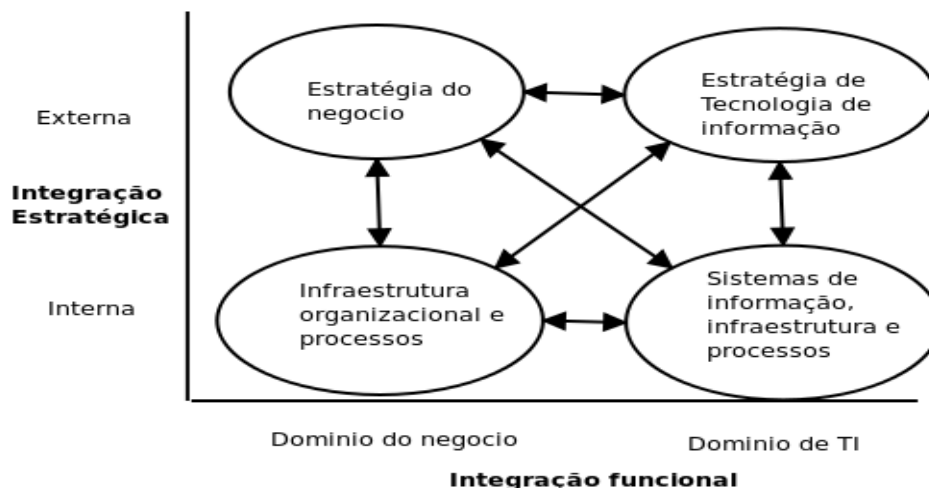 Estratégia do
negocio
Estratégia de
Tecnologia de
informação
Externa
Integração
Estratégica
Interna
Infraestrutura
organizacional e
processos
Sistemas de
informação,
infraestrutura e
processos
Dominio do negocio
Dominio de TI
Integração funcional